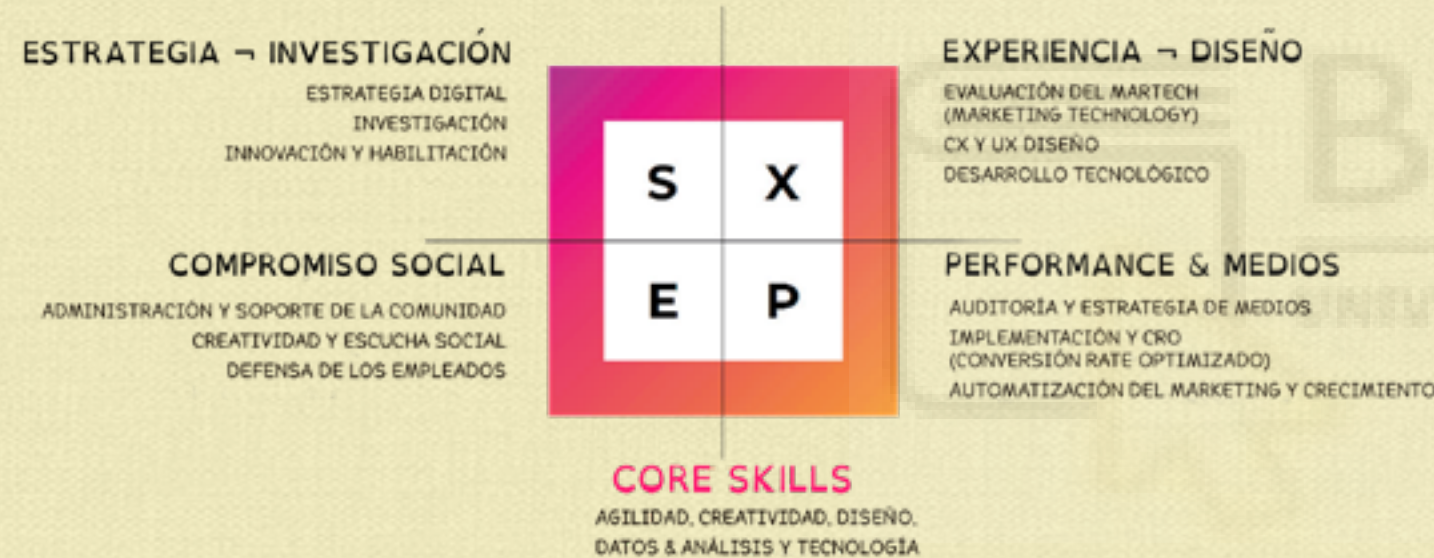 ESTRATEGIA ¬ INVESTIGACIÓN
ESTRATEGIA DIGITAL
INVESTIGACIÓN
INNOVACIÓN Y HABILITACIÓN
EXPERIENCIA ¬ DISEÑO
EVALUACIÓN DEL MARTECH
(MARKETING TECHNOLOGY)
CX Y UX DISEÑO
DESARROLLO TECNOLÓGICO
S X
E P
COMPROMISO SOCIAL
ADMINISTRACIÓN Y SOPORTE DE LA COMUNIDAD
CREATIVIDAD Y ESCUCHA SOCIAL
DEFENSA DE LOS EMPLEADOS
PERFORMANCE & MEDIOS
AUDITORÍA Y ESTRATEGIA DE MEDIOS
IMPLEMENTACIÓN Y CRO
(CONVERSIÓN RATE OPTIMIZADO)
AUTOMATIZACIÓN DEL MARKETING Y CRECIMIENTO
CORE SKILLS
AGILIDAD, CREATIVIDAD, DISEÑO,
DATOS & ANÁLISIS Y TECNOLOGÍA
B
UNIV